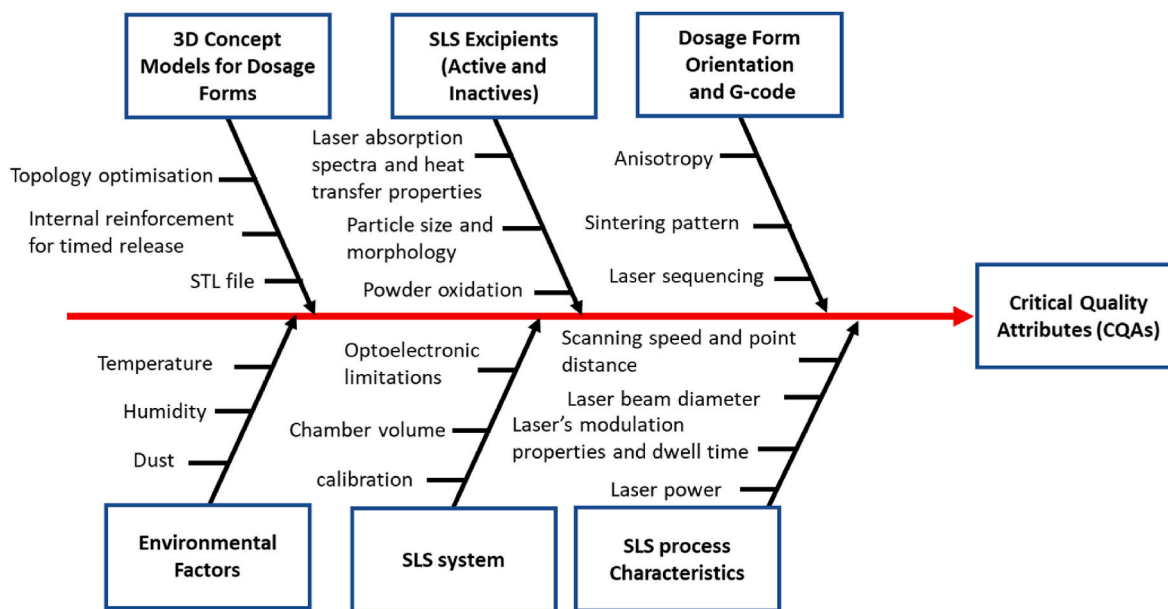 3D Concept
Models for Dosage
Forms
SLS Excipients
(Active and
Inactives)
Dosage Form
Orientation
and G-code
Topology optimisation
Internal reinforcement
for timed release
STL file
Laser absorption
spectra and heat
transfer properties
Particle size and
morphology
Powder oxidation
Anisotropy
Sintering pattern
Laser sequencing
Critical Quality
Attributes (CQAs)
Temperature
Humidity
Dust
Optoelectronic
limitations
Chamber volume
calibration
Scanning speed and point
distance
Laser beam diameter
Laser’s modulation
properties and dwell time
Laser power
Environmental
Factors
SLS system
SLS process
Characteristics